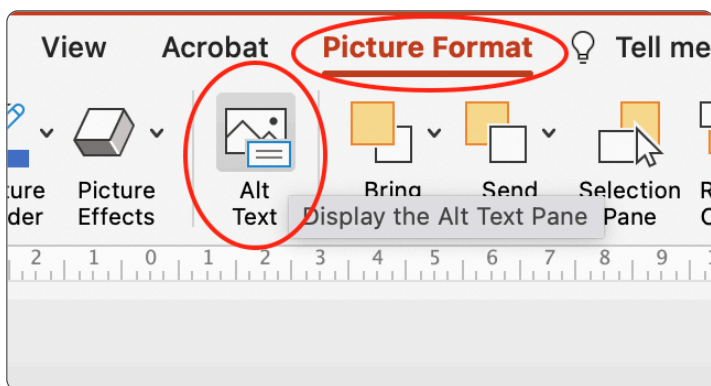 View Acrobat Picture Format Tell me
Picture Alt Bring Send Selection
Effects Text Display the Alt Text Pane Pane
2 1 0 1 2 3 4 5 6 7 8 9